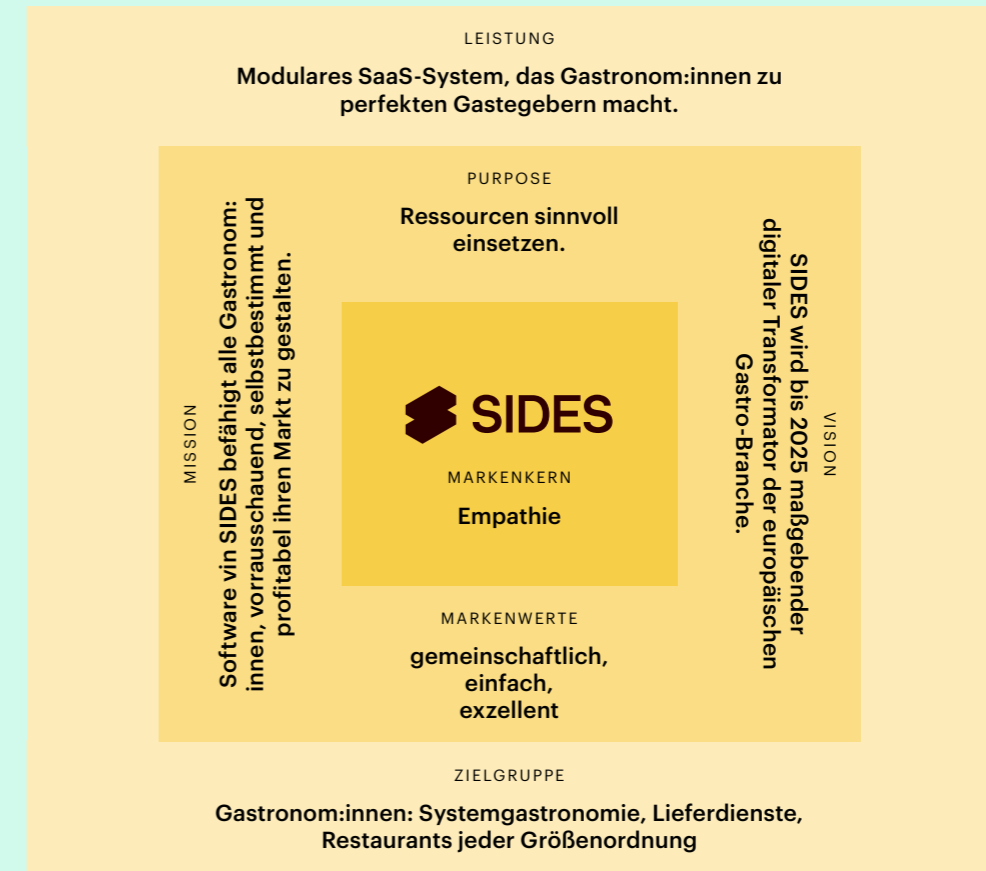 LEISTUNG
Modulares SaaS-System, das Gastronom:innen zu
perfekten Gastegebern macht.
PURPOSE
Ressourcen sinnvoll
einsetzen.
MISSION
Software vin SIDES befähigt alle Gastronom:
innen, vorrausschauend, selbstbestimmt und
profitabel ihren Markt zu gestalten.
SIDES
MARKENKERN
Empathie
VISION
SIDES wird bis 2025 maßgebender
digitaler Transformator der europäischen
Gastro-Branche.
MARKENWERTE
gemeinschaftlich,
einfach,
exzellent
ZIELGRUPPE
Gastronom:innen: Systemgastronomie, Lieferdienste,
Restaurants jeder Größenordnung